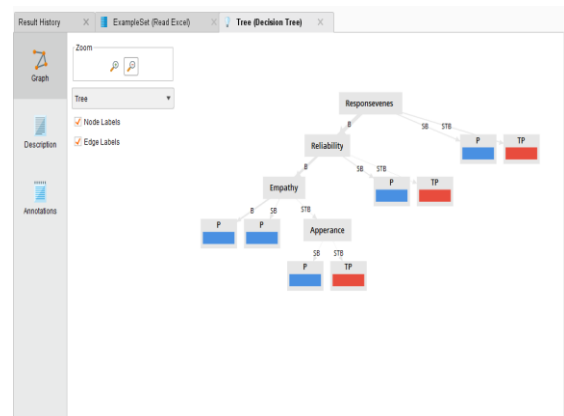 Result History
ExampleSet (Read Excel)
Tree (Decision Tree)
Graph
Description
Annotations
Zoom
Tree
Node Labels
Edge Labels
Responsevenes
B
SB
STB
Reliability
P
TP
B
SB
STB
Empathy
P
TP
B
SB
STB
P
P
Apperance
SB
STB
P
TP